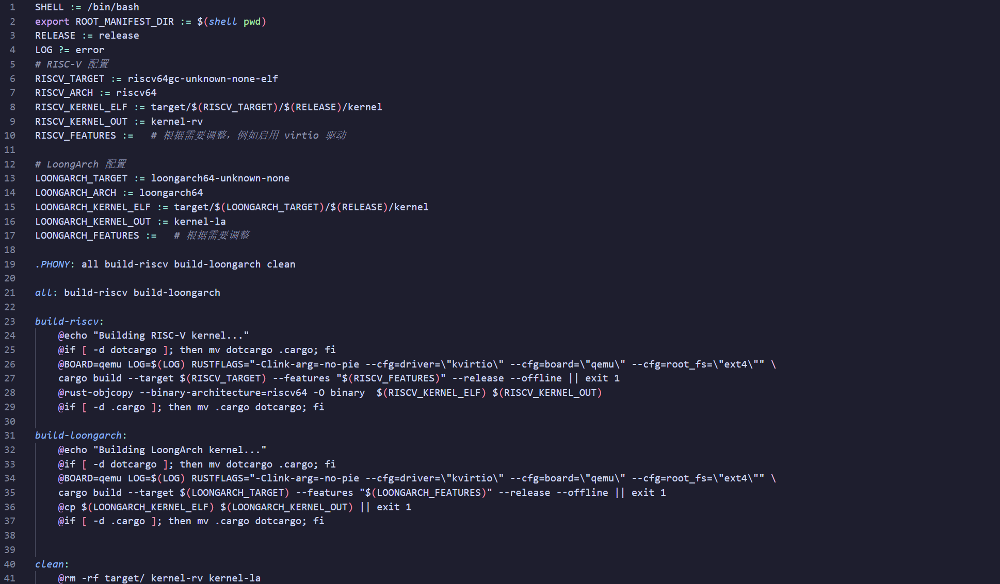 1 SHELL := /bin/bash
2 export ROOT_MANIFEST_DIR := $(shell pwd)
3 RELEASE := release
4 LOG ?= error
5 # RISC-V 配置
6 RISCV_TARGET := riscv64gc-unknown-none-elf
7 RISCV_ARCH := riscv64
8 RISCV_KERNEL_ELF := target/$(RISCV_TARGET)/$(RELEASE)/kernel
9 RISCV_KERNEL_OUT := kernel-rv
10 RISCV_FEATURES :=   # 根据需要调整，例如启用 virtio 驱动
11
12 # LoongArch 配置
13 LOONGARCH_TARGET := loongarch64-unknown-none
14 LOONGARCH_ARCH := loongarch64
15 LOONGARCH_KERNEL_ELF := target/$(LOONGARCH_TARGET)/$(RELEASE)/kernel
16 LOONGARCH_KERNEL_OUT := kernel-la
17 LOONGARCH_FEATURES :=   # 根据需要调整
18
19 .PHONY: all build-riscv build-loongarch clean
20
21 all: build-riscv build-loongarch
22
23 build-riscv:
24     @echo "Building RISC-V kernel..."
25     @if [ -d dotcargo ]; then mv dotcargo .cargo; fi
26     @BOARD=qemu LOG=$(LOG) RUSTFLAGS="-Clink-arg=-no-pie --cfg=driver=\"kvirtio\" --cfg=board=\"qemu\" --cfg=root_fs=\"ext4\"" \
27     cargo build --target $(RISCV_TARGET) --features "$(RISCV_FEATURES)" --release --offline || exit 1
28     @rust-objcopy --binary-architecture=riscv64 -O binary  $(RISCV_KERNEL_ELF) $(RISCV_KERNEL_OUT)
29     @if [ -d .cargo ]; then mv .cargo dotcargo; fi
30
31 build-loongarch:
32     @echo "Building LoongArch kernel..."
33     @if [ -d dotcargo ]; then mv dotcargo .cargo; fi
34     @BOARD=qemu LOG=$(LOG) RUSTFLAGS="-Clink-arg=-no-pie --cfg=driver=\"kvirtio\" --cfg=board=\"qemu\" --cfg=root_fs=\"ext4\"" \
35     cargo build --target $(LOONGARCH_TARGET) --features "$(LOONGARCH_FEATURES)" --release --offline || exit 1
36     @cp $(LOONGARCH_KERNEL_ELF) $(LOONGARCH_KERNEL_OUT) || exit 1
37     @if [ -d .cargo ]; then mv .cargo dotcargo; fi
38
39
40 clean:
41     @rm -rf target/ kernel-rv kernel-la